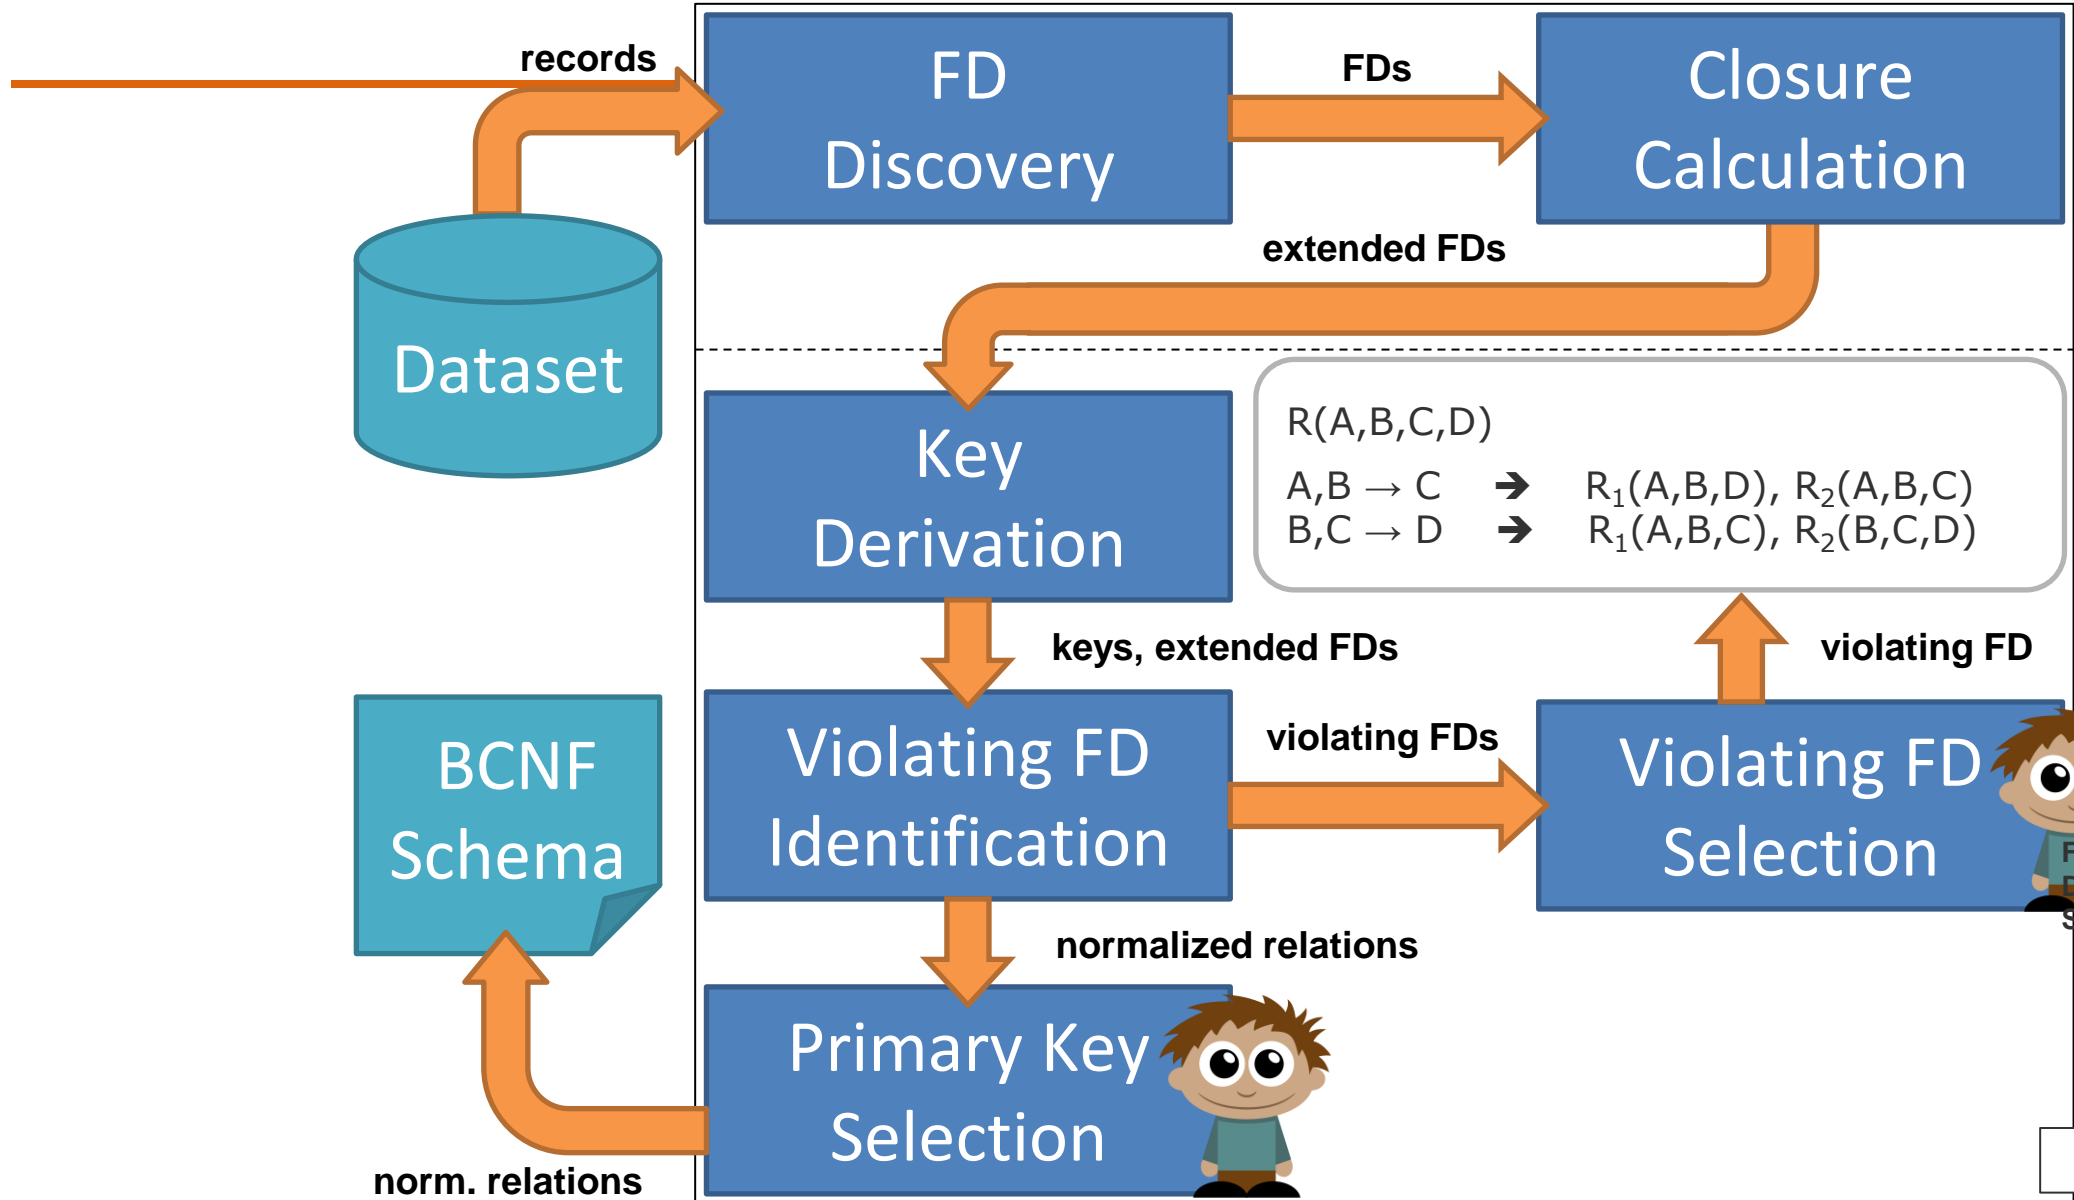 records
FD
Discovery
FDs
Closure
Calculation
extended FDs
Dataset
Key
Derivation
R(A,B,C,D)
A,B → C ➔ R₁(A,B,D), R₂(A,B,C)
B,C → D ➔ R₁(A,B,C), R₂(B,C,D)
keys, extended FDs
violating FD
BCNF
Schema
Violating FD
Identification
violating FDs
Violating FD
Selection
normalized relations
Primary Key
Selection
norm. relations